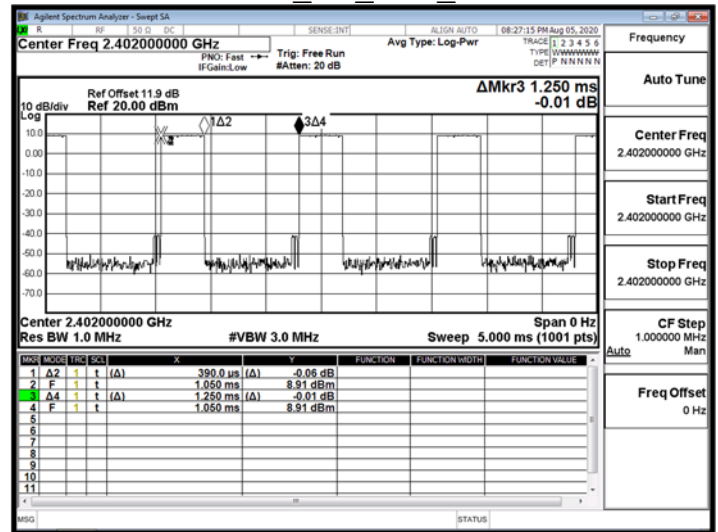 Agilent Spectrum Analyzer - Swept SA
R RF 50 Ω DC SENSE:INT ALIGN AUTO 08:27:15 PM Aug 05, 2020
Center Freq 2.402000000 GHz
PNO: Fast
IFGain:Low
Trig: Free Run
#Atten: 20 dB
Avg Type: Log-Pwr
TRACE 1 2 3 4 5 6
TYPE WWWWWW
DET P N N N N N
Frequency
ΔMkr3 1.250 ms
-0.01 dB
Ref Offset 11.9 dB
Ref 20.00 dBm
10 dB/div
Log
Auto Tune
1Δ2
3Δ4
10.0
0.00
-10.0
-20.0
-30.0
-40.0
-50.0
-60.0
-70.0
Center Freq
2.402000000 GHz
Start Freq
2.402000000 GHz
Stop Freq
2.402000000 GHz
Center 2.402000000 GHz Span 0 Hz
Res BW 1.0 MHz #VBW 3.0 MHz Sweep 5.000 ms (1001 pts)
CF Step
1.000000 MHz
Auto Man
MKR MODE TRC SCL X Y FUNCTION FUNCTION WIDTH FUNCTION VALUE
1 Δ2 1 t (Δ) 390.0 µs (Δ) -0.06 dB
2 F 1 t 1.050 ms 8.91 dBm
3 Δ4 1 t (Δ) 1.250 ms (Δ) -0.01 dB
4 F 1 t 1.050 ms 8.91 dBm
5
6
7
8
9
10
11
Freq Offset
0 Hz
MSG STATUS